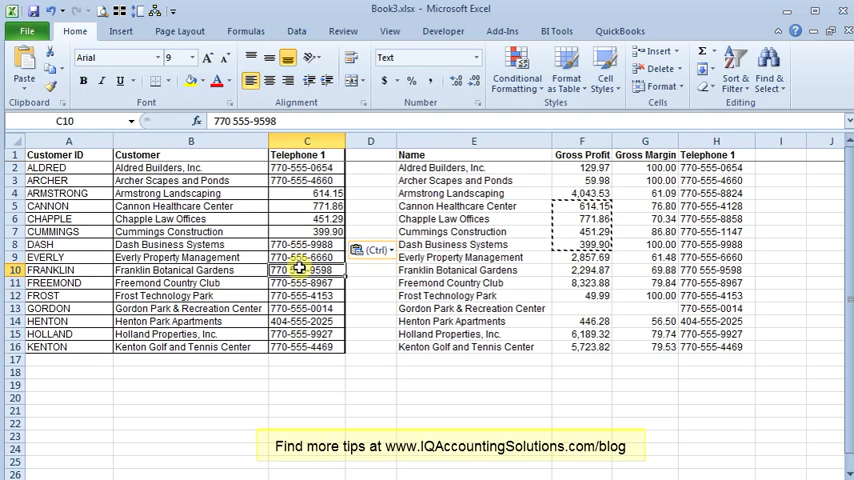 Book3.xlsx - Microsoft Excel
File Home Insert Page Layout Formulas Data Review View Developer Add-Ins BI Tools QuickBooks
Arial 9 Text Insert
Paste Conditional Formatting Format as Table Cell Styles Delete Sort & Filter Find & Select
Format
Clipboard Font Alignment Number Styles Cells Editing
C10 fx 770 555-9598
A B C D E F G H I J
1 Customer ID Customer Telephone 1 Name Gross Profit Gross Margin Telephone 1
2 ALDRED Aldred Builders, Inc. 770-555-0654 Aldred Builders, Inc. 129.97 100.00 770-555-0654
3 ARCHER Archer Scapes and Ponds 770-555-4660 Archer Scapes and Ponds 59.98 100.00 770-555-4660
4 ARMSTRONG Armstrong Landscaping 614.15 Armstrong Landscaping 4,043.53 61.09 770-555-8824
5 CANNON Cannon Healthcare Center 771.86 Cannon Healthcare Center 614.15 76.80 770-555-4128
6 CHAPPLE Chapple Law Offices 451.29 Chapple Law Offices 771.86 70.34 770-555-8858
7 CUMMINGS Cummings Construction 399.90 Cummings Construction 451.29 68.86 770-555-1147
8 DASH Dash Business Systems 770-555-9988 Dash Business Systems 399.90 100.00 770-555-9988
(Ctrl)
9 EVERLY Everly Property Management 770-555-6660 Everly Property Management 2,857.69 61.48 770-555-6660
10 FRANKLIN Franklin Botanical Gardens 770 5 -9598 Franklin Botanical Gardens 2,294.87 69.88 770-555-9598
11 FREEMOND Freemond Country Club 770-555-8967 Freemond Country Club 8,323.88 79.84 770-555-8967
12 FROST Frost Technology Park 770-555-4153 Frost Technology Park 49.99 100.00 770-555-4153
13 GORDON Gordon Park & Recreation Center 770-555-0014 Gordon Park & Recreation Center 770-555-0014
14 HENTON Henton Park Apartments 404-555-2025 Henton Park Apartments 446.28 56.50 404-555-2025
15 HOLLAND Holland Properties, Inc. 770-555-9927 Holland Properties, Inc. 6,189.32 79.74 770-555-9927
16 KENTON Kenton Golf and Tennis Center 770-555-4469 Kenton Golf and Tennis Center 5,723.82 79.53 770-555-4469
17
18
19
20
21
22
23
Find more tips at www.IQAccountingSolutions.com/blog
24
25
26